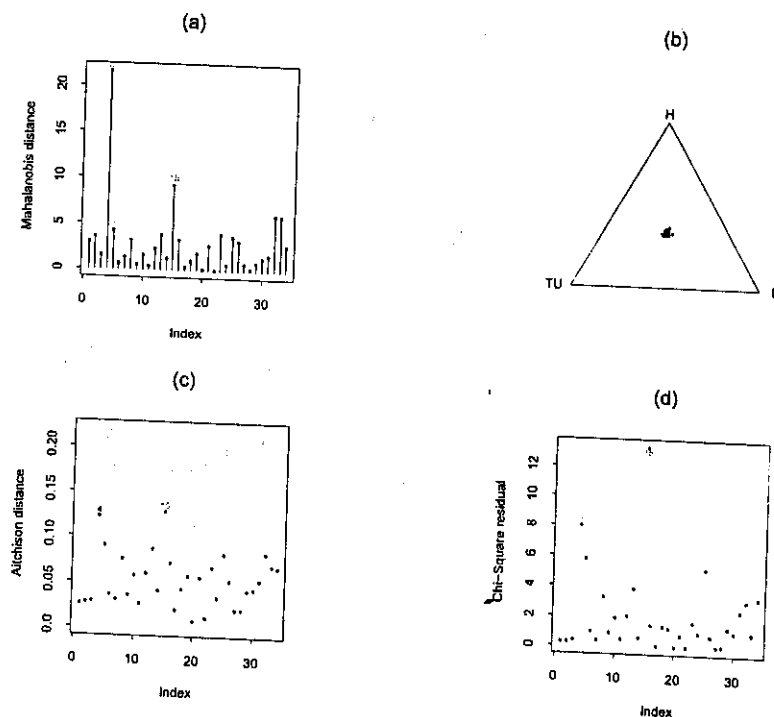 (a)
Mahalanobis distance
20
15
10
5
0
0 10 20 30
Index
(b)
H
TU
(c)
Aitchison distance
0.20
0.15
0.10
0.05
0.0
0 10 20 30
Index
(d)
Chi-Square residual
12
10
8
6
4
2
0
0 10 20 30
Index